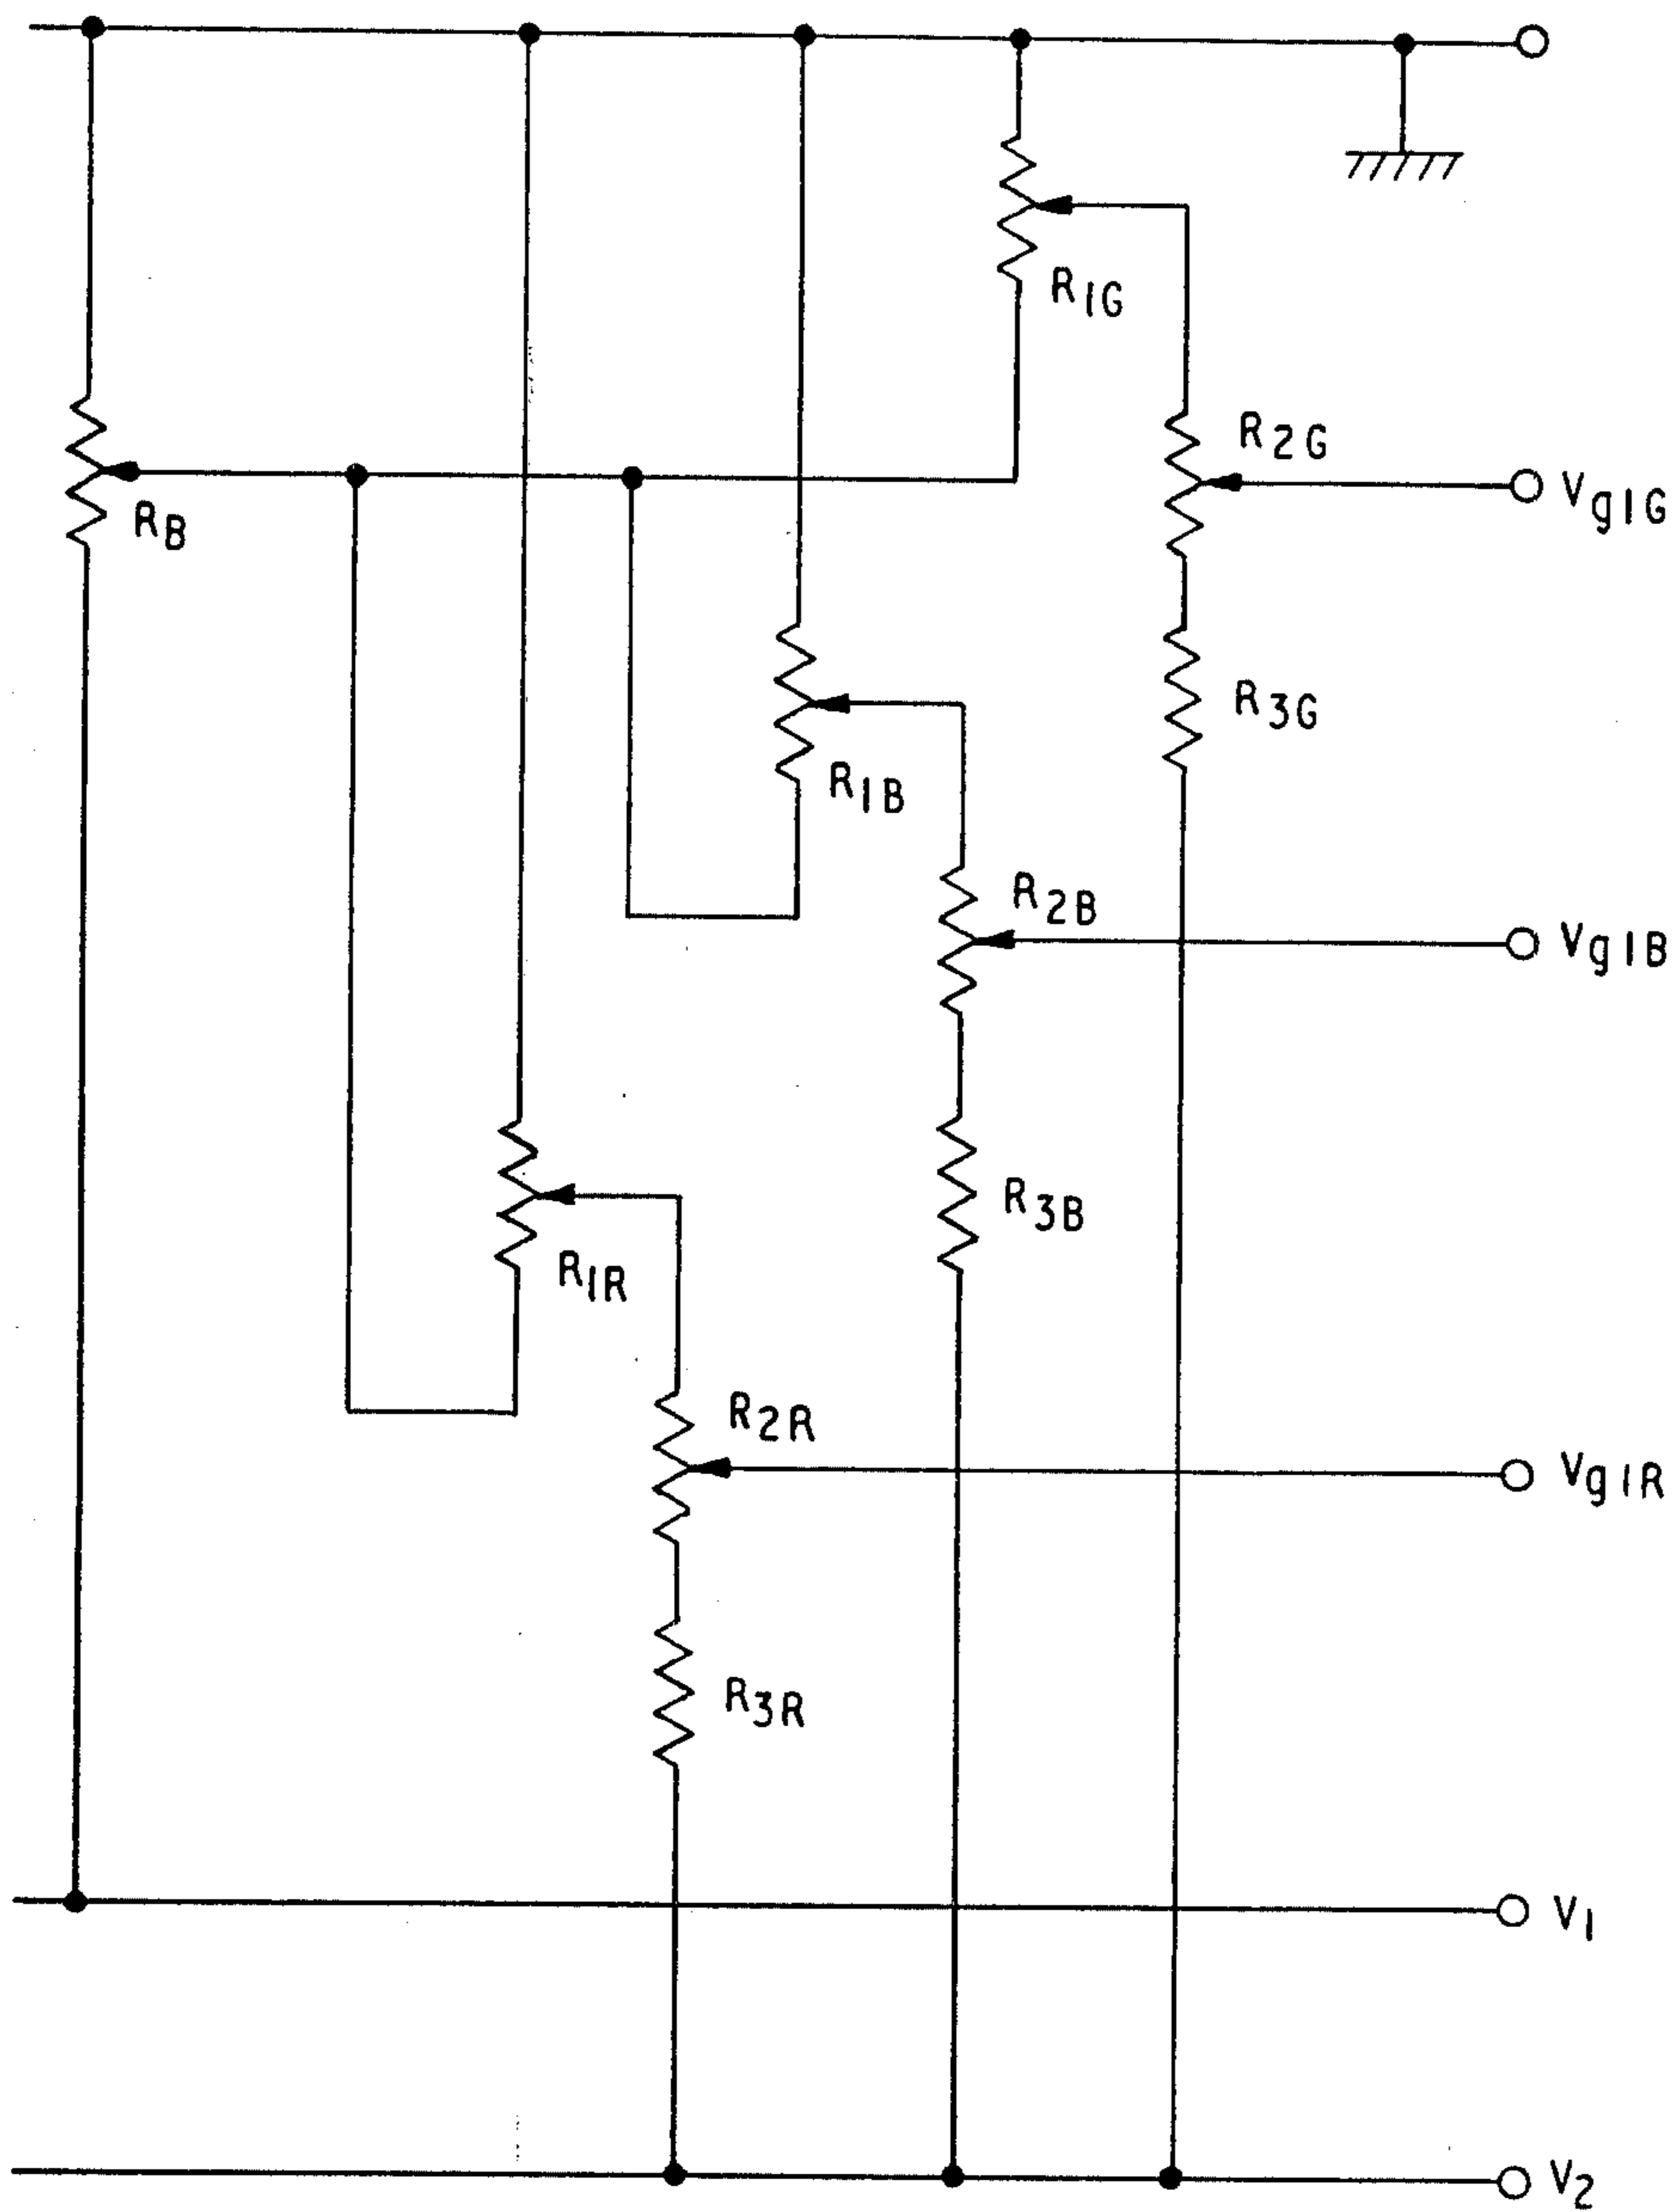 R1G
R2G
Vg1G
RB
R3G
R1B
R2B
Vg1B
R3B
R1R
R2R
Vg1R
R3R
V1
V2